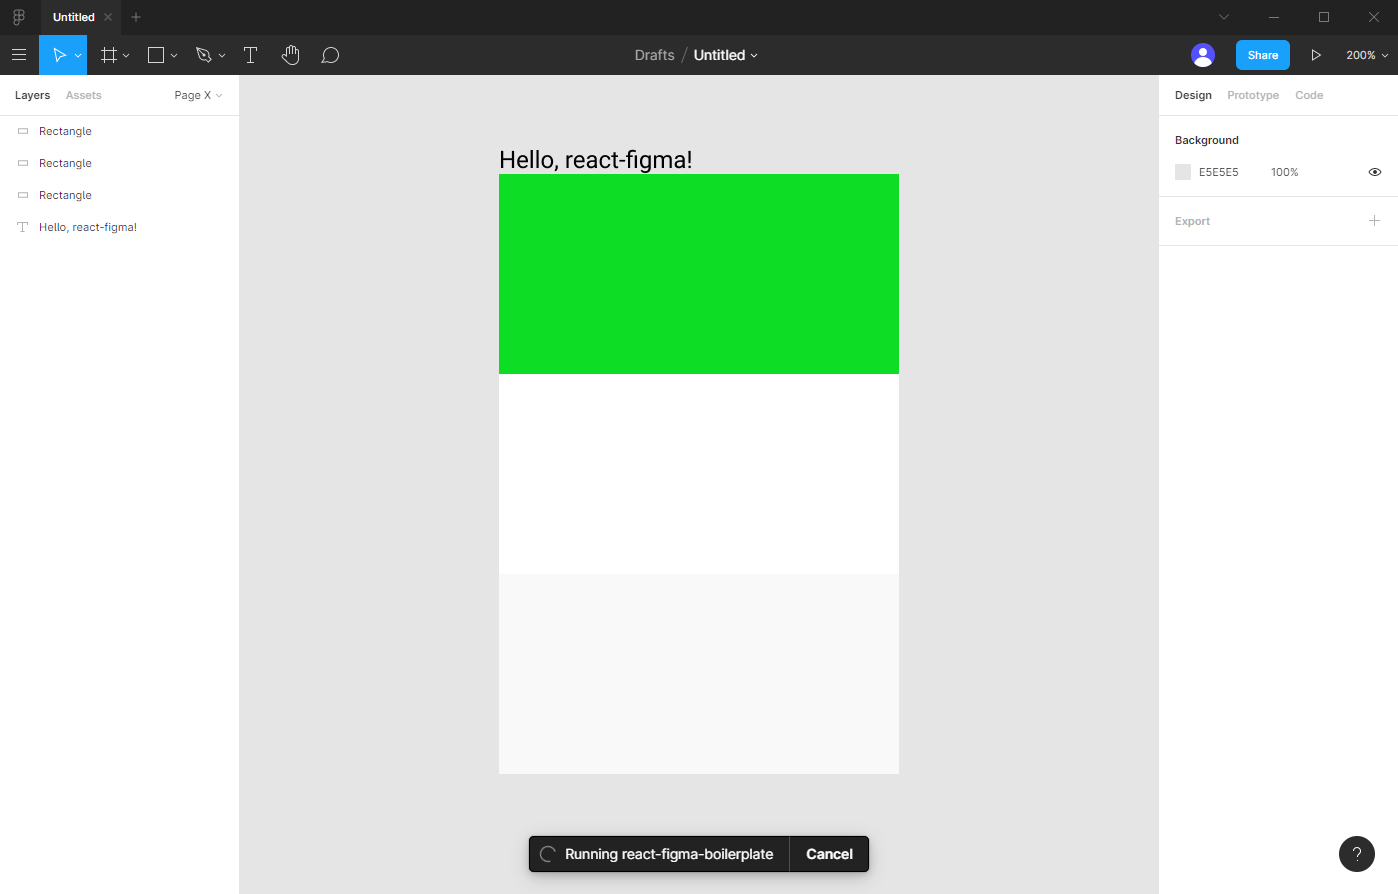 Untitled
Drafts / Untitled
Share
200%
Layers Assets Page X
Rectangle
Rectangle
Rectangle
Hello, react-figma!
Hello, react-figma!
Running react-figma-boilerplate Cancel
Design Prototype Code
Background
E5E5E5 100%
Export
?